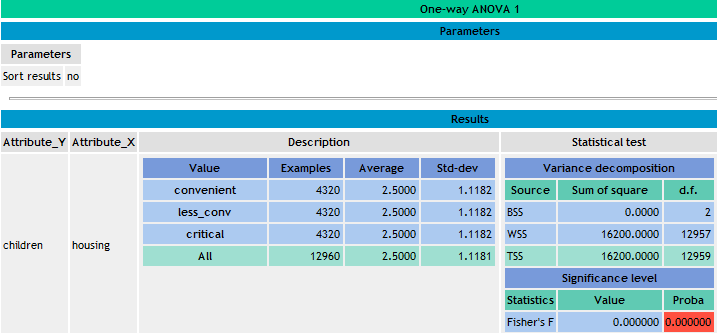 One-way ANOVA 1
Parameters
Parameters
Sort results no
Results
Attribute_Y Attribute_X Description Statistical test
Value Examples Average Std-dev
convenient 4320 2.5000 1.1182
less_conv 4320 2.5000 1.1182
critical 4320 2.5000 1.1182
All 12960 2.5000 1.1181
children housing
Variance decomposition
Source Sum of square d.f.
BSS 0.0000 2
WSS 16200.0000 12957
TSS 16200.0000 12959
Significance level
Statistics Value Proba
Fisher's F 0.000000 0.000000